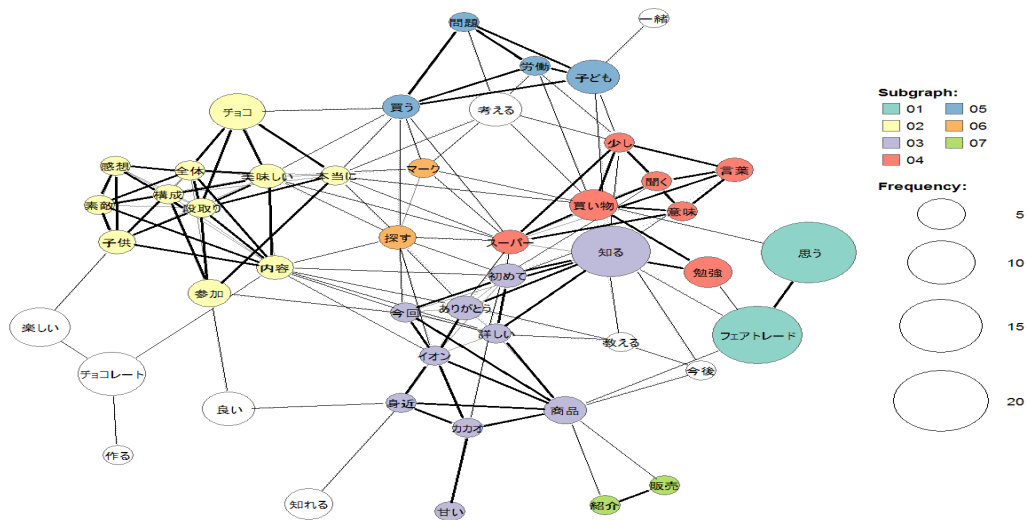 問題
一緒
労働
子ども
チョコ
買う
考える
少し
感想
全体
美味しい
本当に
マーク
聞く
言葉
構成
素敵
段取り
買い物
意味
子供
探す
スーパー
知る
思う
内容
初めて
勉強
参加
今回
ありがとう
楽しい
詳しい
教える
フェアトレード
イオン
チョコレート
今後
良い
身近
カカオ
商品
作る
知れる
甘い
紹介
販売
Subgraph:
01 05
02 06
03 07
04
Frequency:
5
10
15
20